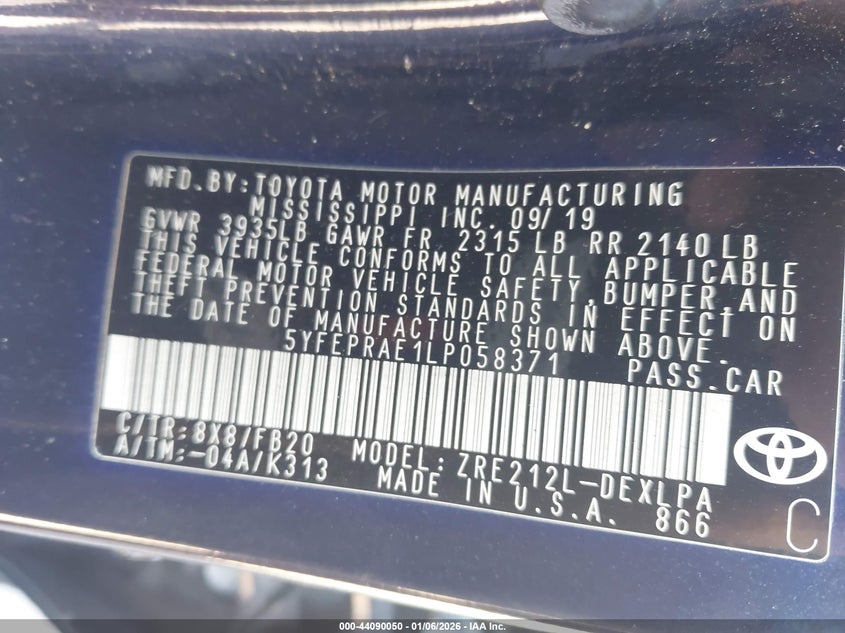 MFD.BY:TOYOTA MOTOR MANUFACTURING
MISSISSIPPI INC. 09/19
GVWR 3935LB GAWR FR 2315 LB RR 2140 LB
THIS VEHICLE CONFORMS TO ALL APPLICABLE
FEDERAL MOTOR VEHICLE SAFETY,BUMPER,AND
THEFT PREVENTION STANDARDS IN EFFECT ON
THE DATE OF MANUFACTURE SHOWN ABOVE.
5YFEPRAE1LP058371 PASS.CAR
C/TR:8X8/FB20 MODEL:ZRE212L-DEXLPA
A/TM:-04A/K313 MADE IN U.S.A. 866
C
000-44090050 - 01/06/2026 - IAA Inc.